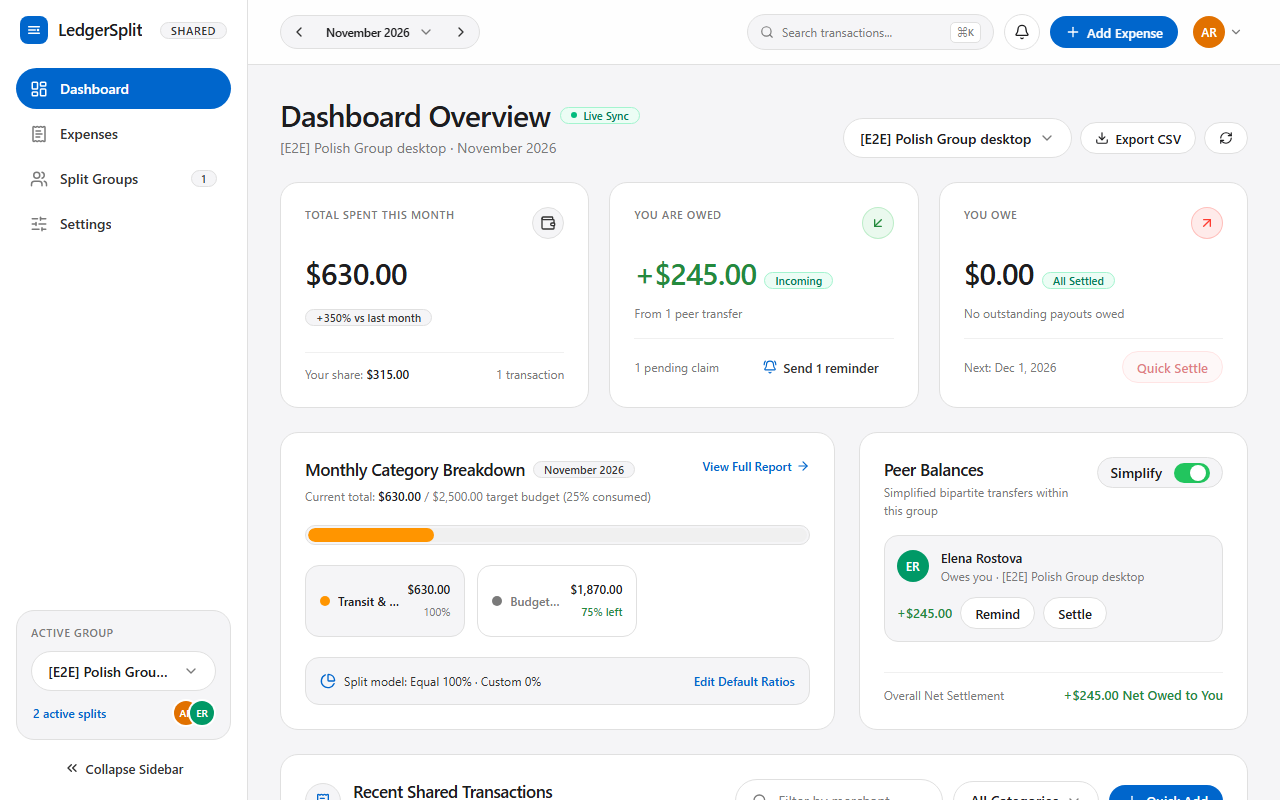 LedgerSplit SHARED
November 2026
Search transactions... ⌘K
Add Expense
AR
Dashboard
Expenses
Split Groups 1
Settings
Dashboard Overview Live Sync
[E2E] Polish Group desktop · November 2026
[E2E] Polish Group desktop
Export CSV
TOTAL SPENT THIS MONTH
$630.00
+350% vs last month
Your share: $315.00 1 transaction
YOU ARE OWED
+$245.00 Incoming
From 1 peer transfer
1 pending claim Send 1 reminder
YOU OWE
$0.00 All Settled
No outstanding payouts owed
Next: Dec 1, 2026 Quick Settle
Monthly Category Breakdown November 2026 View Full Report
Current total: $630.00 / $2,500.00 target budget (25% consumed)
Transit & ... $630.00
100%
Budget... $1,870.00
75% left
Split model: Equal 100% · Custom 0% Edit Default Ratios
Peer Balances Simplify
Simplified bipartite transfers within
this group
ER Elena Rostova
Owes you · [E2E] Polish Group desktop
+$245.00 Remind Settle
Overall Net Settlement +$245.00 Net Owed to You
ACTIVE GROUP
[E2E] Polish Grou...
2 active splits ER
Collapse Sidebar
Recent Shared Transactions
Filter by merchant
All Categories
Quick Add